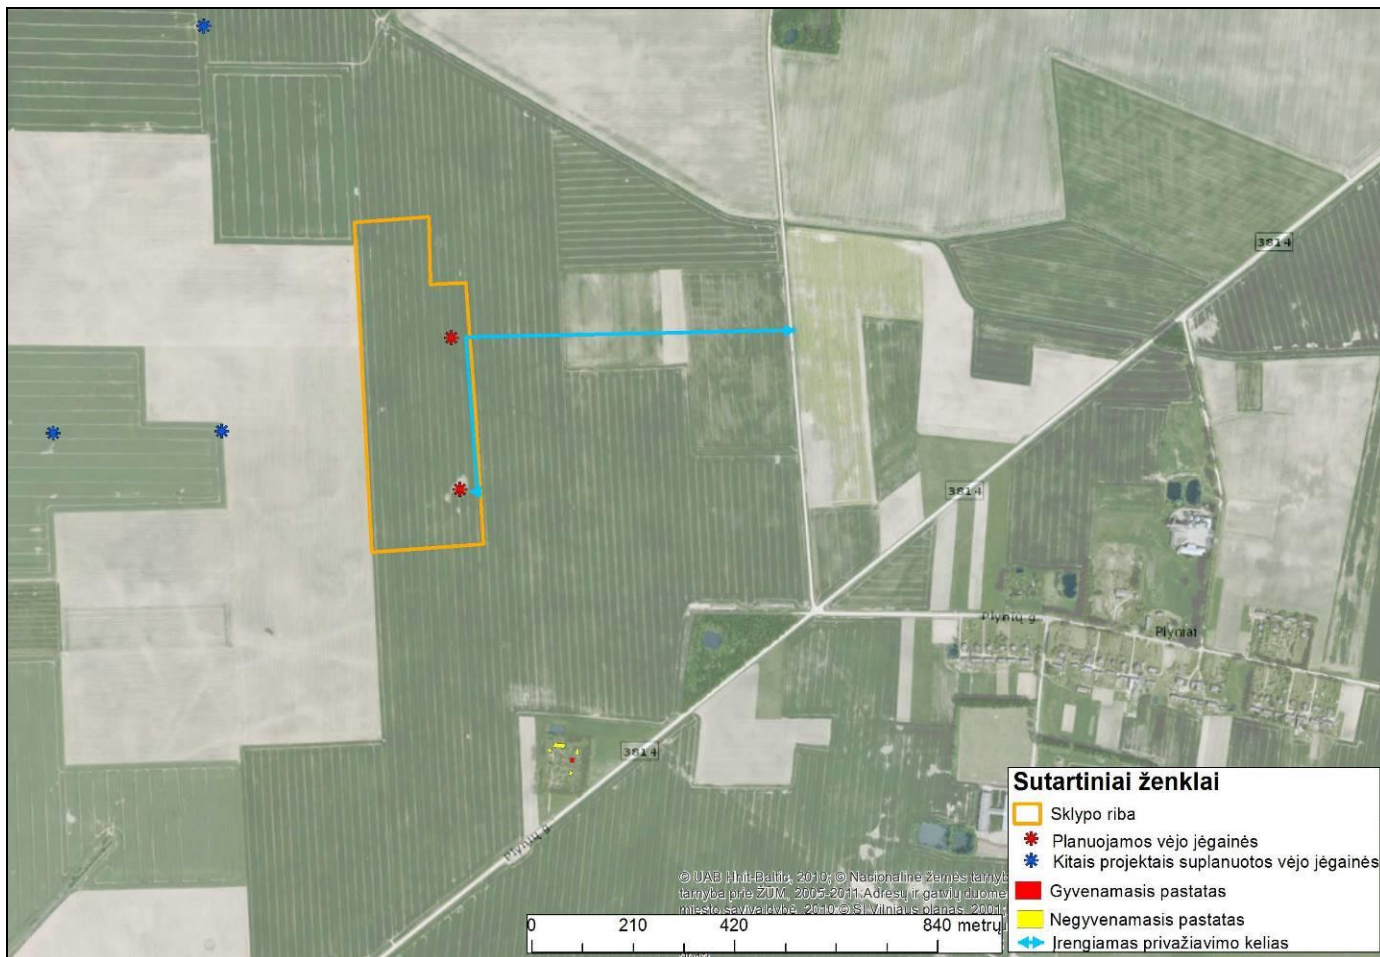 3814
3814
Plynių g.
Plyniai
3814
Plynių g.
Sutartiniai ženklai
Sklypo riba
Planuojamos vėjo jėgainės
Kitais projektais suplanuotos vėjo jėgainės
Gyvenamasis pastatas
Negyvenamasis pastatas
Įrengiamas privažiavimo kelias
© UAB Hnit-Baltic, 2010; © Nacionalinė žemės tarnyb
tarnyba prie ŽŪM, 2005-2011 Adresų ir gatvių duome
miesto savivaldybė, 2010 © SĮ Vilniaus planas, 2001;
0 210 420 840 metrų